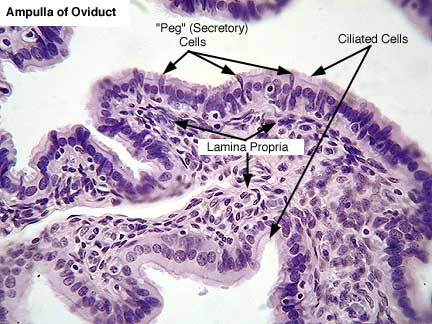 Ampulla of Oviduct
"Peg" (Secretory)
Cells
Ciliated Cells
Lamina Propria